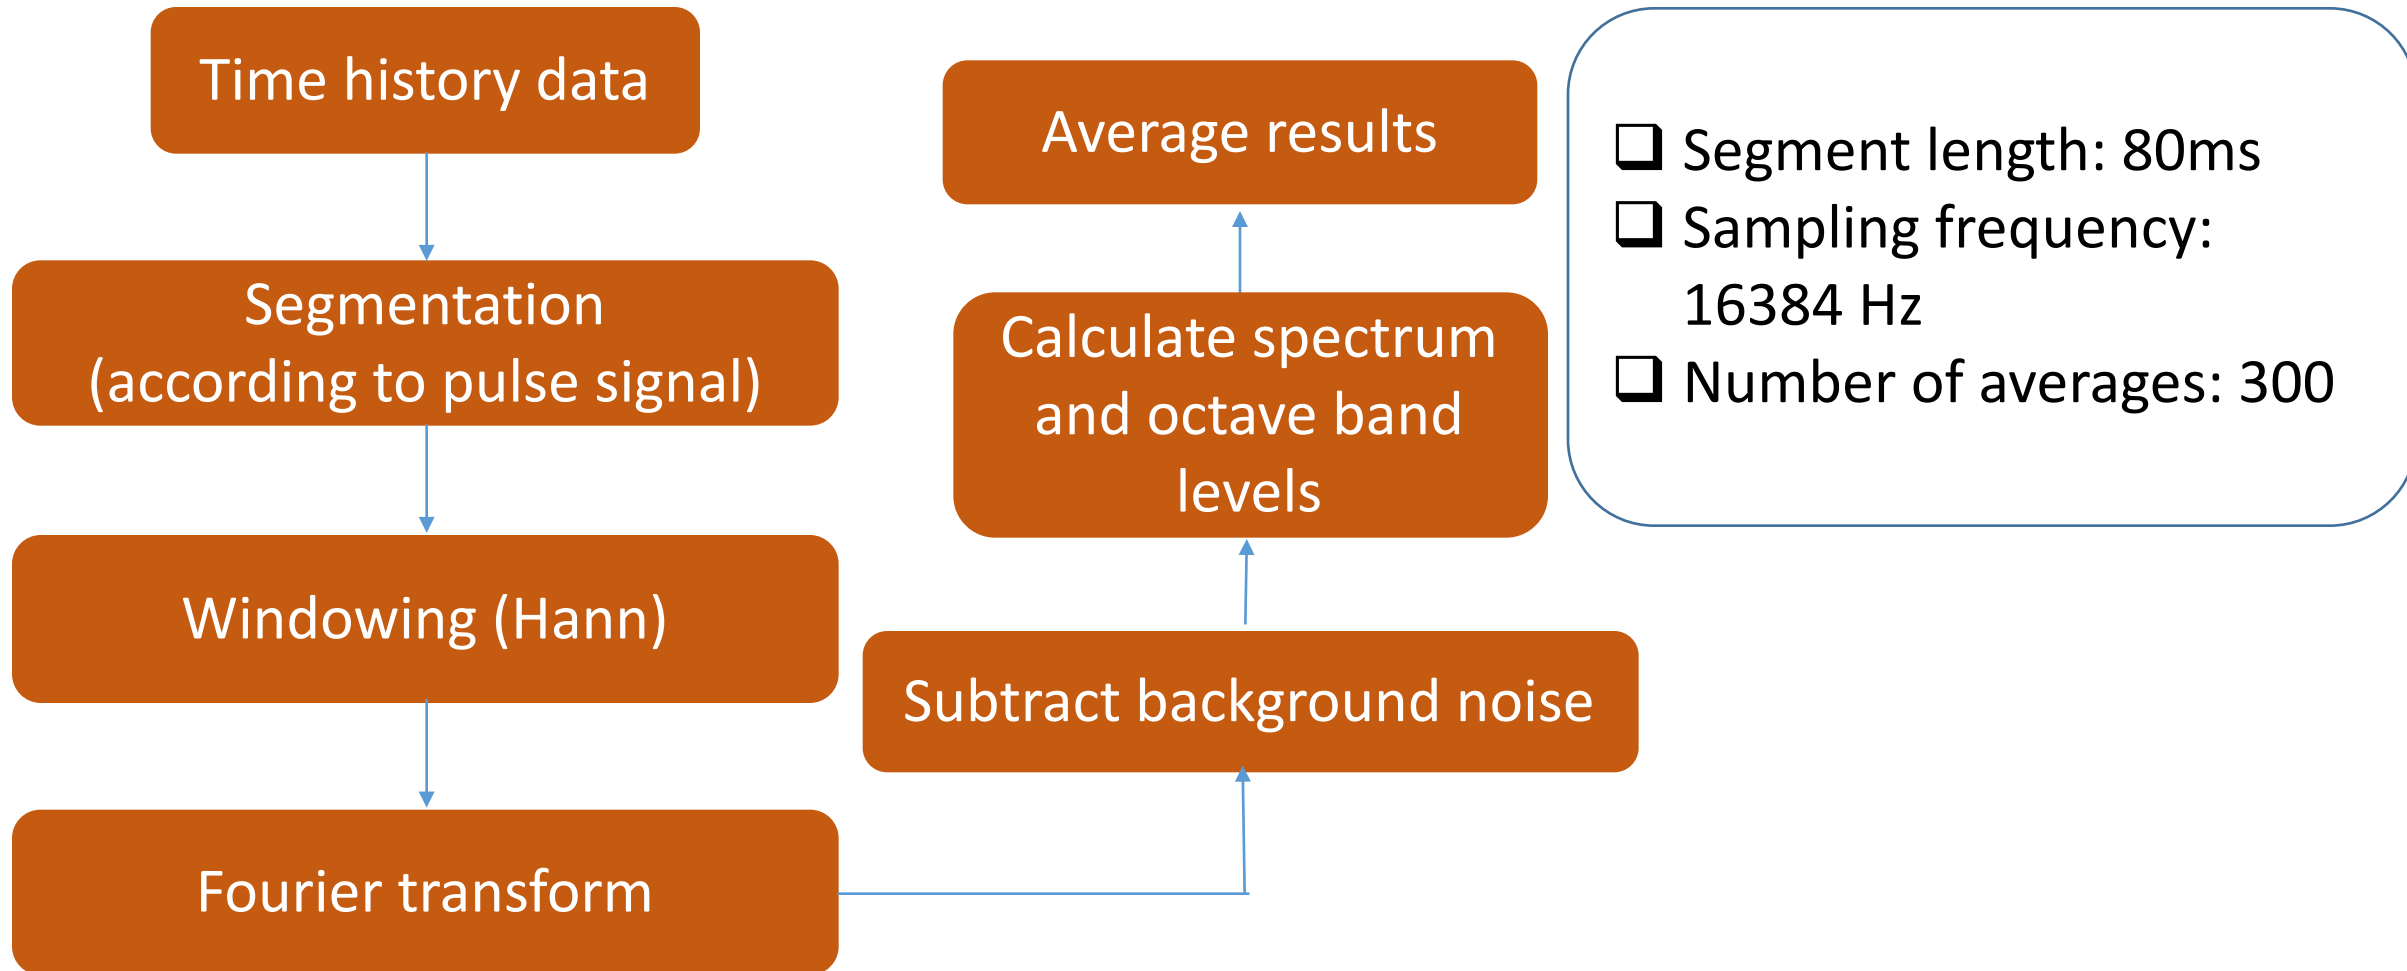 Time history data
Segmentation
(according to pulse signal)
Windowing (Hann)
Fourier transform
Subtract background noise
Calculate spectrum
and octave band
levels
Average results
Segment length: 80ms
Sampling frequency:
16384 Hz
Number of averages: 300